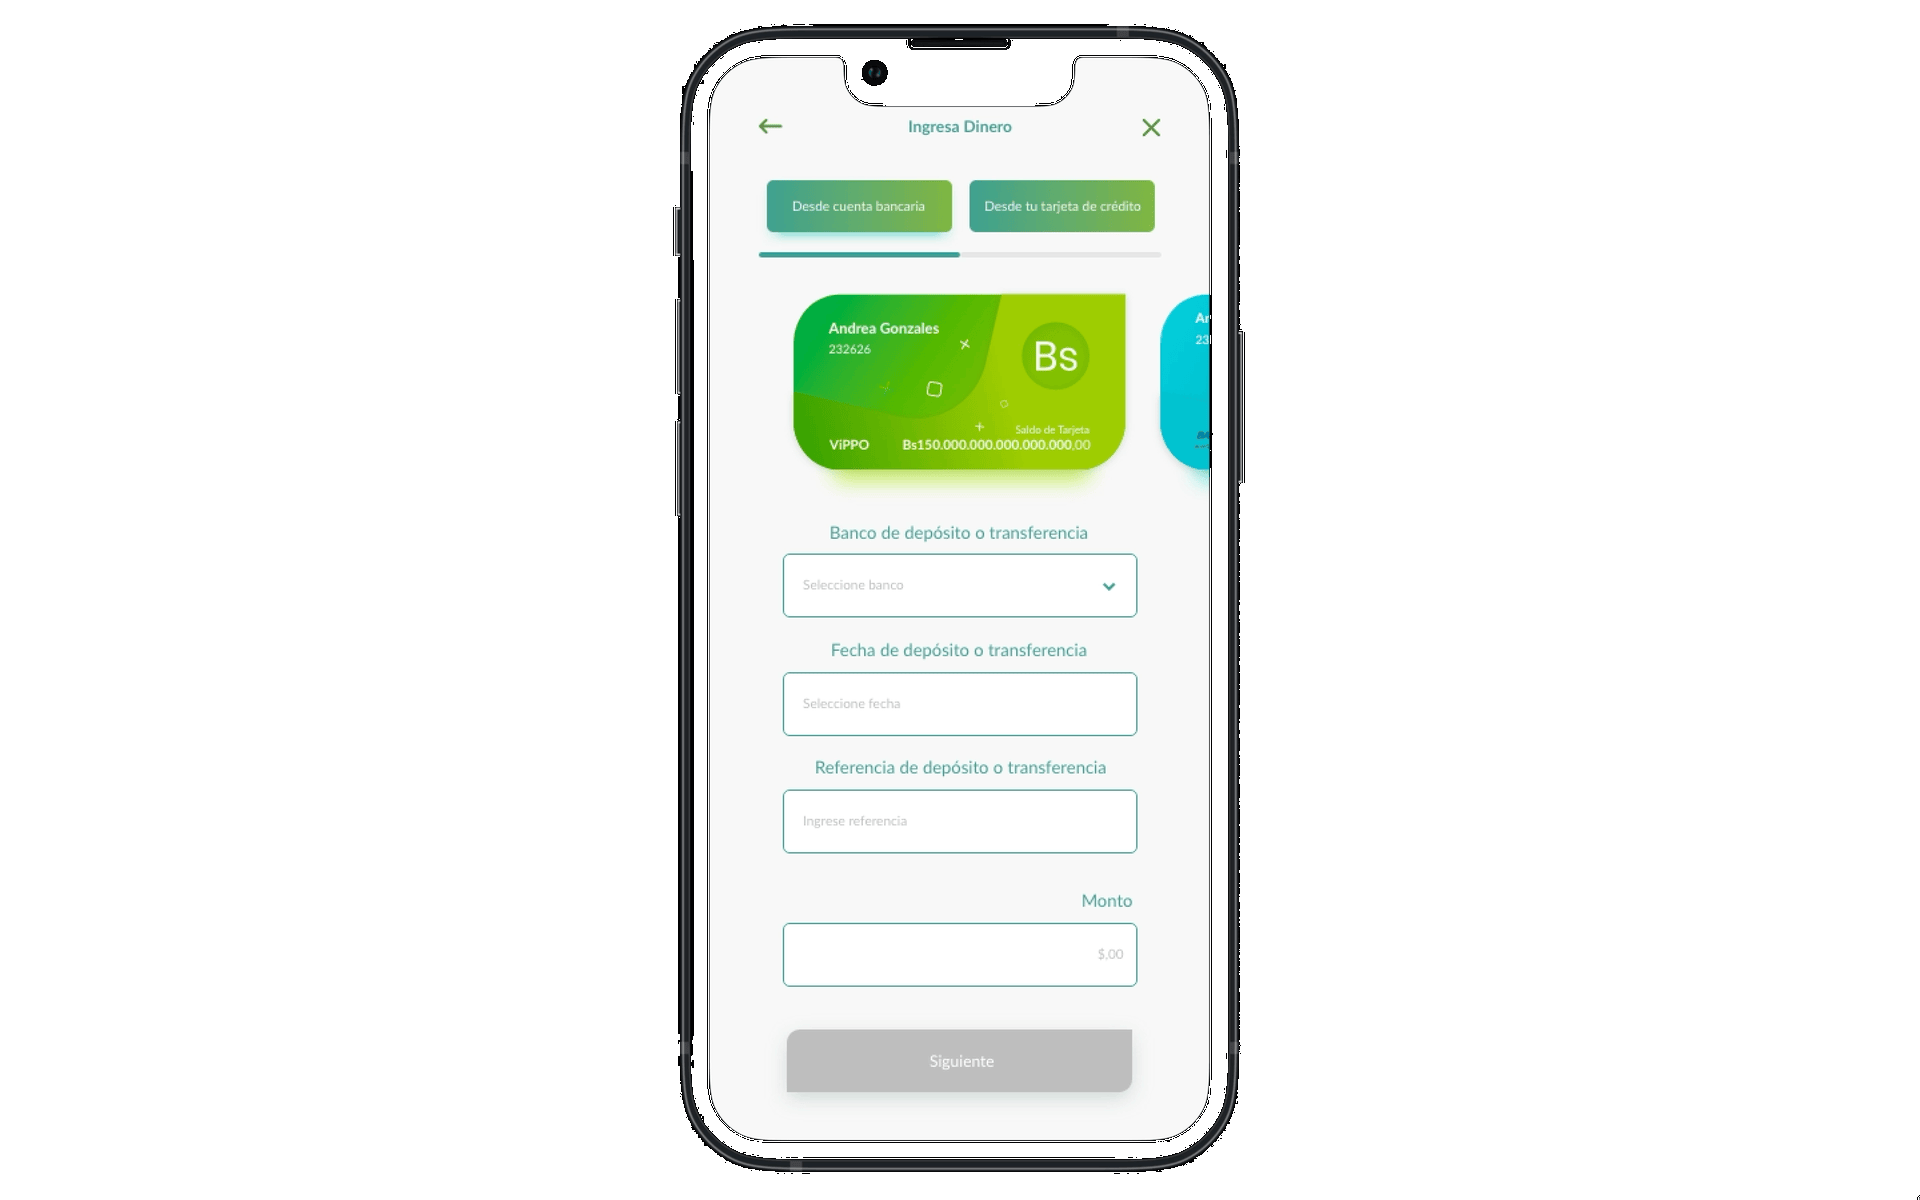 Ingresa Dinero
Desde cuenta bancaria
Desde tu tarjeta de crédito
Andrea Gonzales
232626
Bs
Saldo de Tarjeta
ViPPO
Bs150.000.000.000.000.000,00
Ar
23
Banco de depósito o transferencia
Seleccione banco
Fecha de depósito o transferencia
Seleccione fecha
Referencia de depósito o transferencia
Ingrese referencia
Monto
$,00
Siguiente